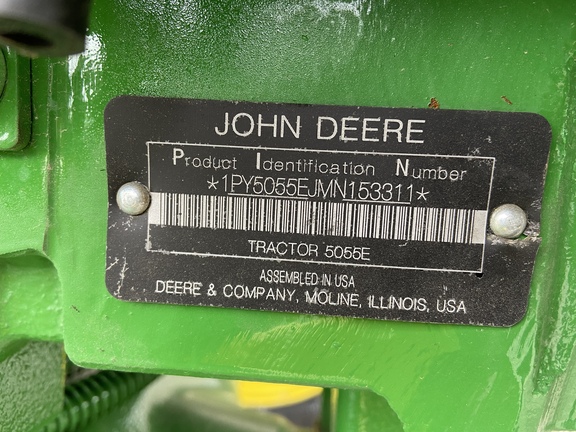 JOHN DEERE
Product Identification Number
*1PY5055EJMN153311*
TRACTOR 5055E
ASSEMBLED IN USA
DEERE & COMPANY, MOLINE, ILLINOIS, USA